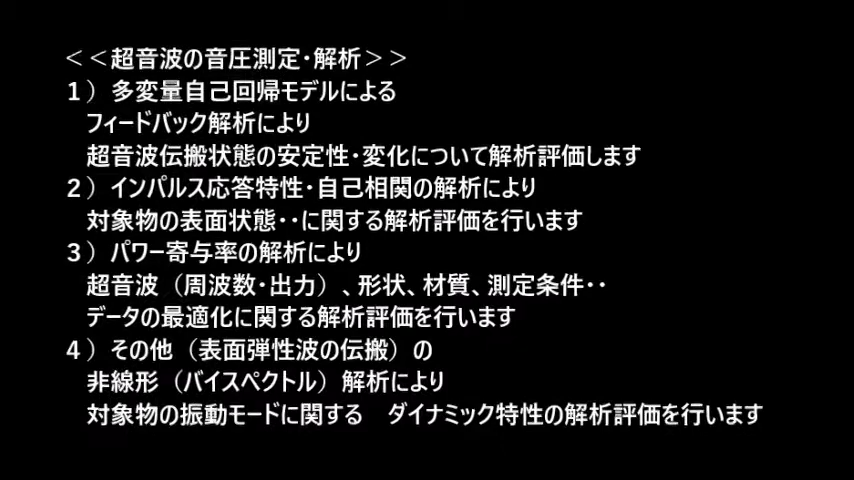 ＜＜超音波の音圧測定・解析＞＞
１）多変量自己回帰モデルによる
フィードバック解析により
超音波伝搬状態の安定性・変化について解析評価します
２）インパルス応答特性・自己相関の解析により
対象物の表面状態・・に関する解析評価を行います
３）パワー寄与率の解析により
超音波（周波数・出力）、形状、材質、測定条件・・
データの最適化に関する解析評価を行います
４）その他（表面弾性波の伝搬）の
非線形（バイスペクトル）解析により
対象物の振動モードに関する　ダイナミック特性の解析評価を行います